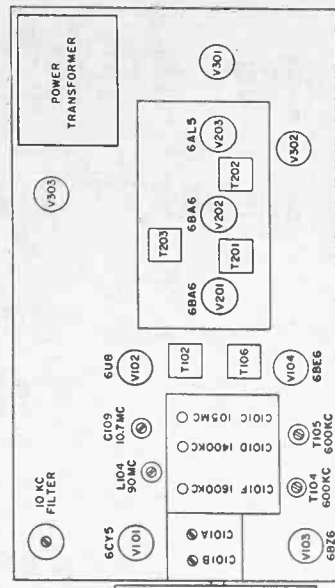 POWER
TRANSFORMER
V301
V303
6AL5
V203
V302
T202
6BA6
V202
T203
T201
6BA6
V201
6U8
V102
T102
T106
V104
6BE6
C109
10.7MC
L104
90 MC
C101C 105MC
C101D 1400KC
C101F 1600KC
T105
600KC
T104
600KC
10 KC
FILTER
6CY5
V101
C101A
C101B
V103
6BZ6